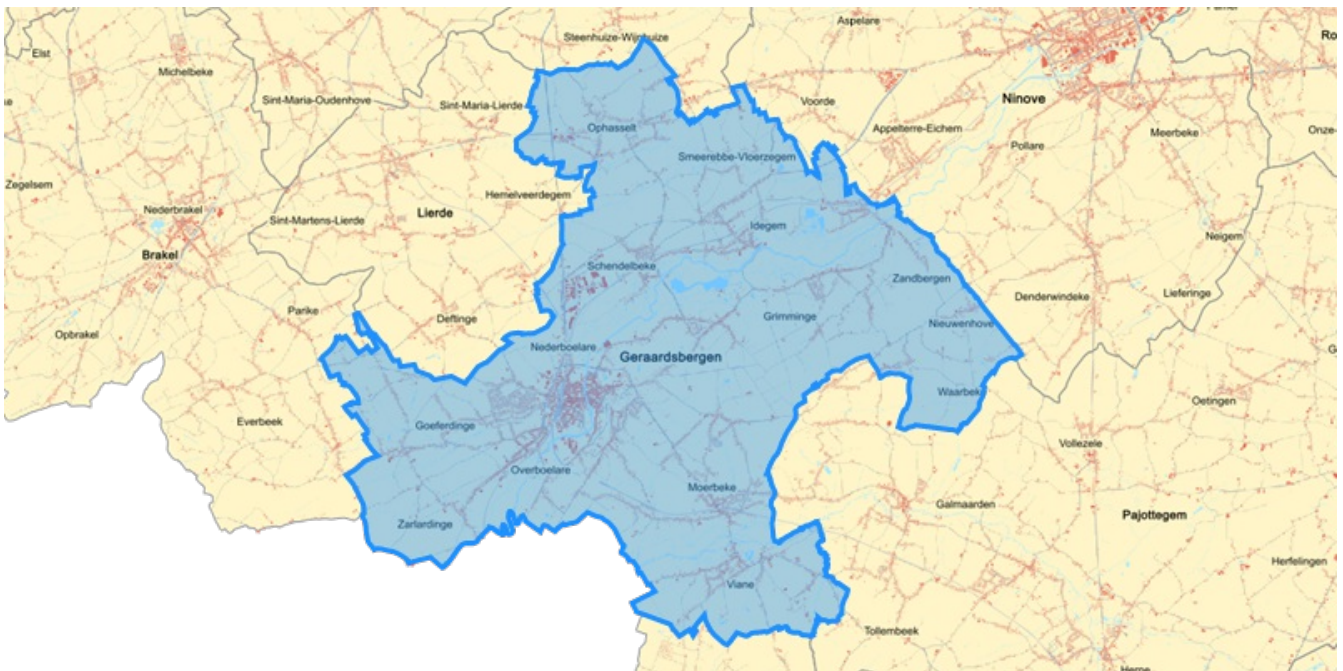 Aspelare
Steenhuize-Wijnhuize
Elst
Michelbeke
Sint-Maria-Oudenhove
Sint-Maria-Lierde
Voorde
Ninove
Ophasselt
Appelterre-Eichem
Meerbeke
Pollare
Smeerebbe-Vloerzegem
Zegelsem
Hemelveerdegem
Nederbrakel
Lierde
Sint-Martens-Lierde
Idegem
Neigem
Brakel
Schendelbeke
Zandbergen
Denderwindeke
Lieferinge
Parike
Deftinge
Grimminge
Nieuwenhove
Opbrakel
Nederboelare
Geraardsbergen
Oetingen
Everbeek
Goeferdinge
Vollezele
Overboelare
Moerbeke
Galmaarden
Pajottegem
Zarlardinge
Herfelingen
Viane
Tollembeek